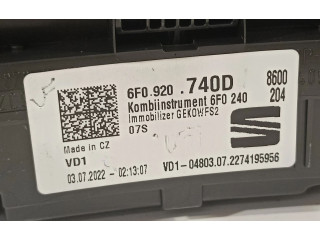 6F0.920 .740D 8600
Kombiinstrument 6F0 240 204
Immobilizer GEKOWFS2
07S
Made in CZ
VD1
03.07.2022 - 02:13:07 VD1-04803.07.2274195956